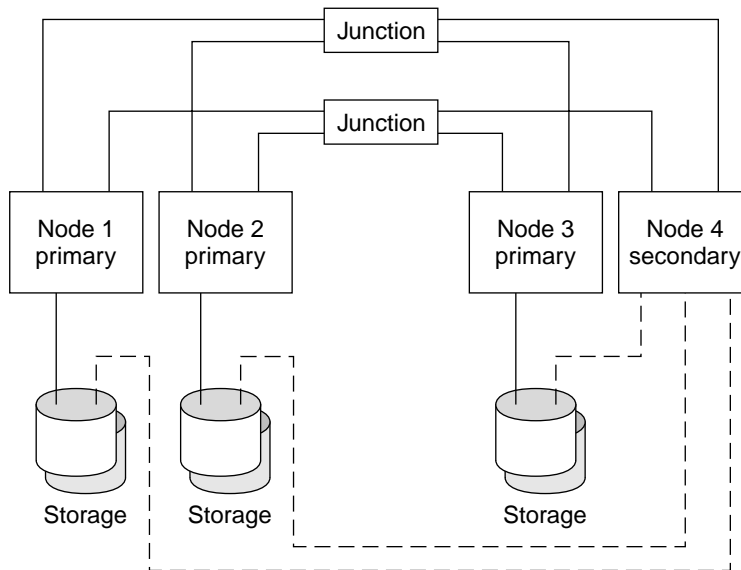 Junction
Junction
Node 1
primary
Node 2
primary
Node 3
primary
Node 4
secondary
Storage
Storage
Storage